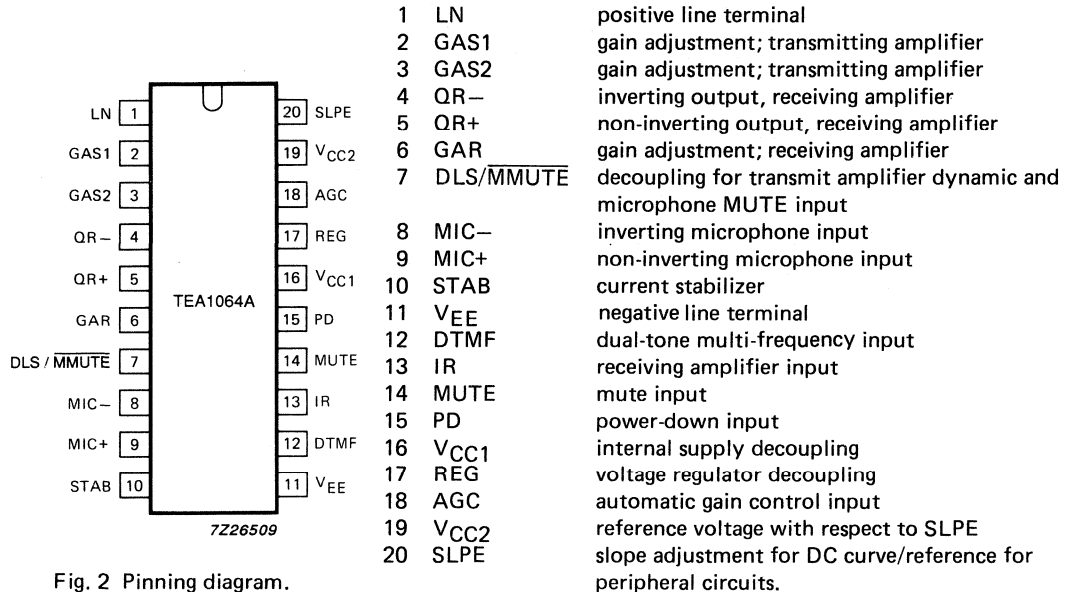 LN 1
GAS1 2
GAS2 3
QR− 4
QR+ 5
GAR 6
DLS / M̅M̅U̅T̅E̅ 7
MIC− 8
MIC+ 9
STAB 10
TEA1064A
20 SLPE
19 VCC2
18 AGC
17 REG
16 VCC1
15 PD
14 MUTE
13 IR
12 DTMF
11 VEE
7Z26509
Fig. 2 Pinning diagram.
1 LN positive line terminal
2 GAS1 gain adjustment; transmitting amplifier
3 GAS2 gain adjustment; transmitting amplifier
4 QR− inverting output, receiving amplifier
5 QR+ non-inverting output, receiving amplifier
6 GAR gain adjustment; receiving amplifier
7 DLS/M̅M̅U̅T̅E̅ decoupling for transmit amplifier dynamic and
microphone MUTE input
8 MIC− inverting microphone input
9 MIC+ non-inverting microphone input
10 STAB current stabilizer
11 VEE negative line terminal
12 DTMF dual-tone multi-frequency input
13 IR receiving amplifier input
14 MUTE mute input
15 PD power-down input
16 VCC1 internal supply decoupling
17 REG voltage regulator decoupling
18 AGC automatic gain control input
19 VCC2 reference voltage with respect to SLPE
20 SLPE slope adjustment for DC curve/reference for
peripheral circuits.